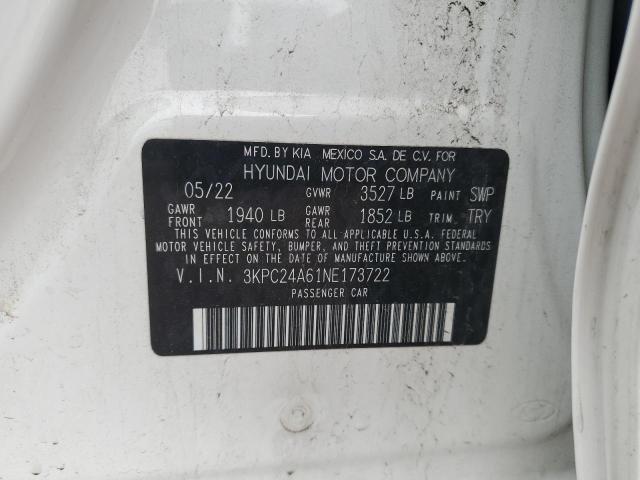 MFD. BY KIA MEXICO S.A. DE C.V. FOR
HYUNDAI MOTOR COMPANY
05/22 GVWR 3527 LB PAINT SWP
GAWR FRONT 1940 LB GAWR REAR 1852 LB TRIM TRY
THIS VEHICLE CONFORMS TO ALL APPLICABLE U.S.A. FEDERAL
MOTOR VEHICLE SAFETY, BUMPER, AND THEFT PREVENTION
STANDARDS IN EFFECT ON THE DATE OF MANUFACTURE SHOWN ABOVE.
V.I.N. 3KPC24A61NE173722
PASSENGER CAR